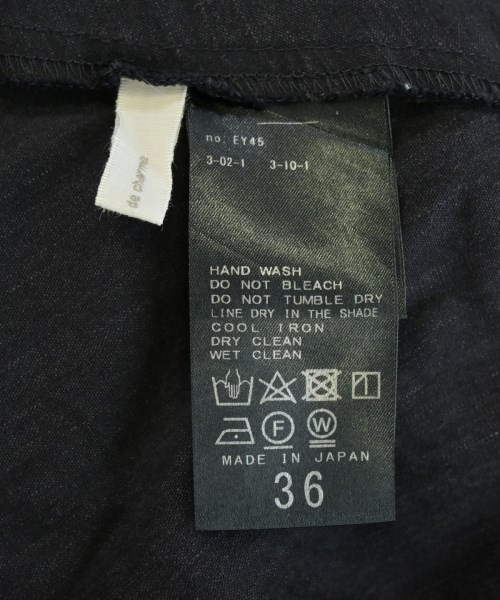 no; EY45
3-02-1 3-10-1
de charme
HAND WASH
DO NOT BLEACH
DO NOT TUMBLE DRY
LINE DRY IN THE SHADE
COOL IRON
DRY CLEAN
WET CLEAN
F W
MADE IN JAPAN
36